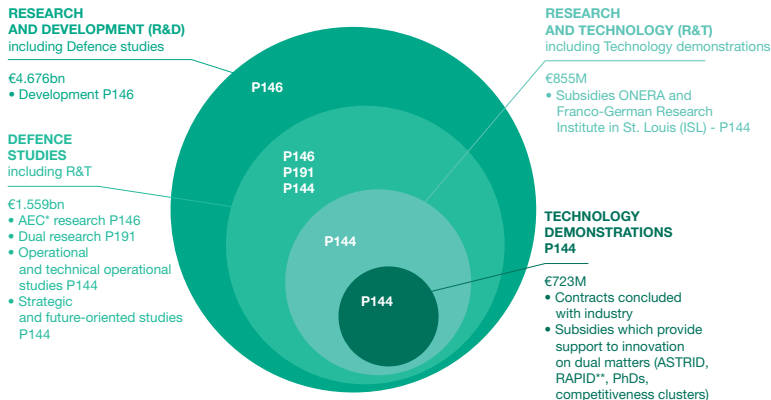 RESEARCH
AND DEVELOPMENT (R&D)
including Defence studies
€4.676bn
• Development P146
DEFENCE
STUDIES
including R&T
€1.559bn
• AEC* research P146
• Dual research P191
• Operational
and technical operational
studies P144
• Strategic
and future-oriented studies
P144
P146
P146
P191
P144
P144
P144
RESEARCH
AND TECHNOLOGY (R&T)
including Technology demonstrations
€855M
• Subsidies ONERA and
Franco-German Research
Institute in St. Louis (ISL) - P144
TECHNOLOGY
DEMONSTRATIONS
P144
€723M
• Contracts concluded
with industry
• Subsidies which provide
support to innovation
on dual matters (ASTRID,
RAPID**, PhDs,
competitiveness clusters)